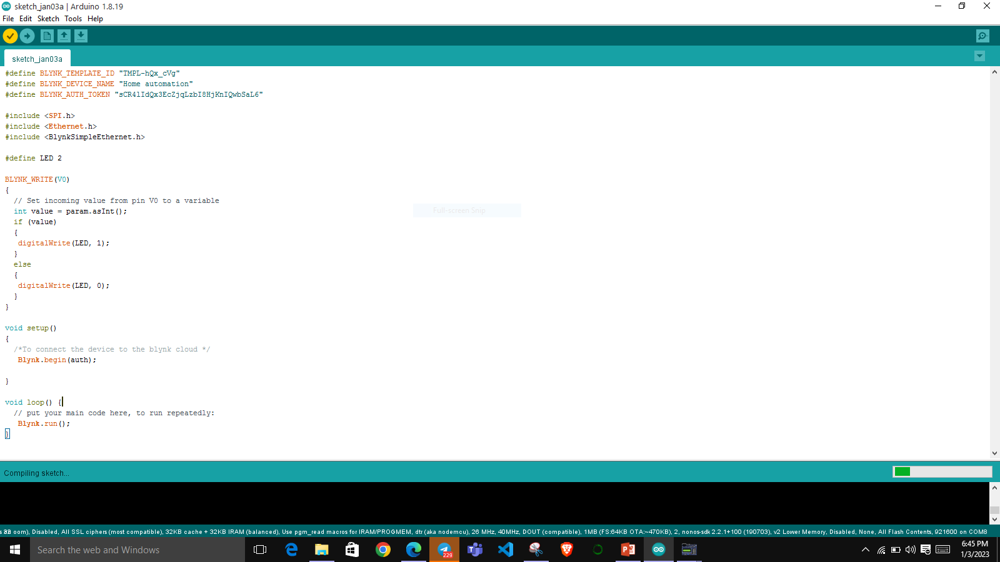 sketch_jan03a | Arduino 1.8.19
File Edit Sketch Tools Help
sketch_jan03a
#define BLYNK_TEMPLATE_ID "TMPL-hQx_cVg"
#define BLYNK_DEVICE_NAME "Home automation"
#define BLYNK_AUTH_TOKEN "sCR4lIdQx3EcZjqLzbI8HjKnIQwbSaL6"
#include <SPI.h>
#include <Ethernet.h>
#include <BlynkSimpleEthernet.h>
#define LED 2
BLYNK_WRITE(V0)
{
// Set incoming value from pin V0 to a variable
int value = param.asInt();
if (value)
{
digitalWrite(LED, 1);
}
else
{
digitalWrite(LED, 0);
}
}
void setup()
{
/*To connect the device to the blynk cloud */
Blynk.begin(auth);
}
void loop() {
// put your main code here, to run repeatedly:
Blynk.run();
}
Full-screen Snip
Compiling sketch...
oom), Disabled, All SSL ciphers (most compatible), 32KB cache + 32KB IRAM (balanced), Use pgm_read macros for IRAM/PROGMEM, dtr (aka nodemcu), 26 MHz, 40MHz, DOUT (compatible), 1MB (FS:64KB OTA:~470KB), 2, nonos-sdk 2.2.1+100 (190703), v2 Lower Memory, Disabled, None, All Flash Contents, 921600 on COM8
Search the web and Windows
229
6:45 PM
1/3/2023